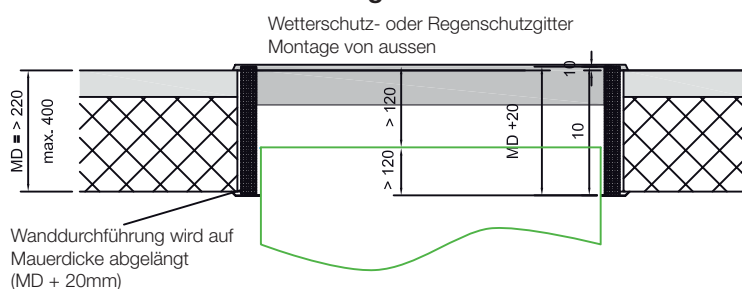 Wetterschutz- oder Regenschutzgitter
Montage von aussen
MD = > 220
max. 400
> 120
> 120
MD +20
10
10
Wanddurchführung wird auf
Mauerdicke abgelängt
(MD + 20mm)